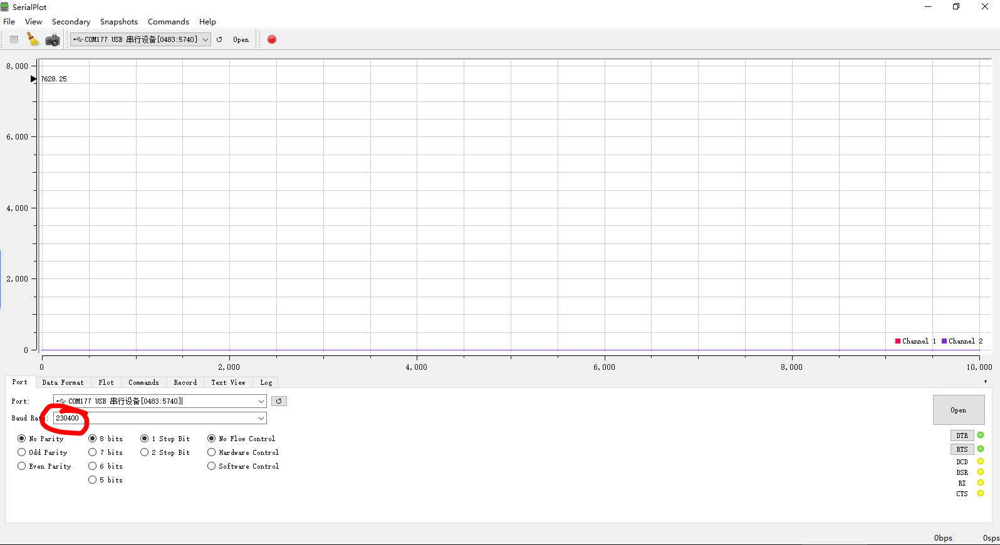 SerialPlot
File View Secondary Snapshots Commands Help
COM177 USB 串行设备[0483:5740] Open
8,000
7628.25
6,000
4,000
2,000
0
Channel 1 Channel 2
0 2,000 4,000 6,000 8,000 10,000
Port Data Format Plot Commands Record Text View Log
Port: COM177 USB 串行设备[0483:5740]
Open
Baud Rate: 230400
No Parity 8 bits 1 Stop Bit No Flow Control
DTR
Odd Parity 7 bits 2 Stop Bit Hardware Control
RTS
Even Parity 6 bits Software Control
DCD
DSR
5 bits
RI
CTS
0bps 0sps